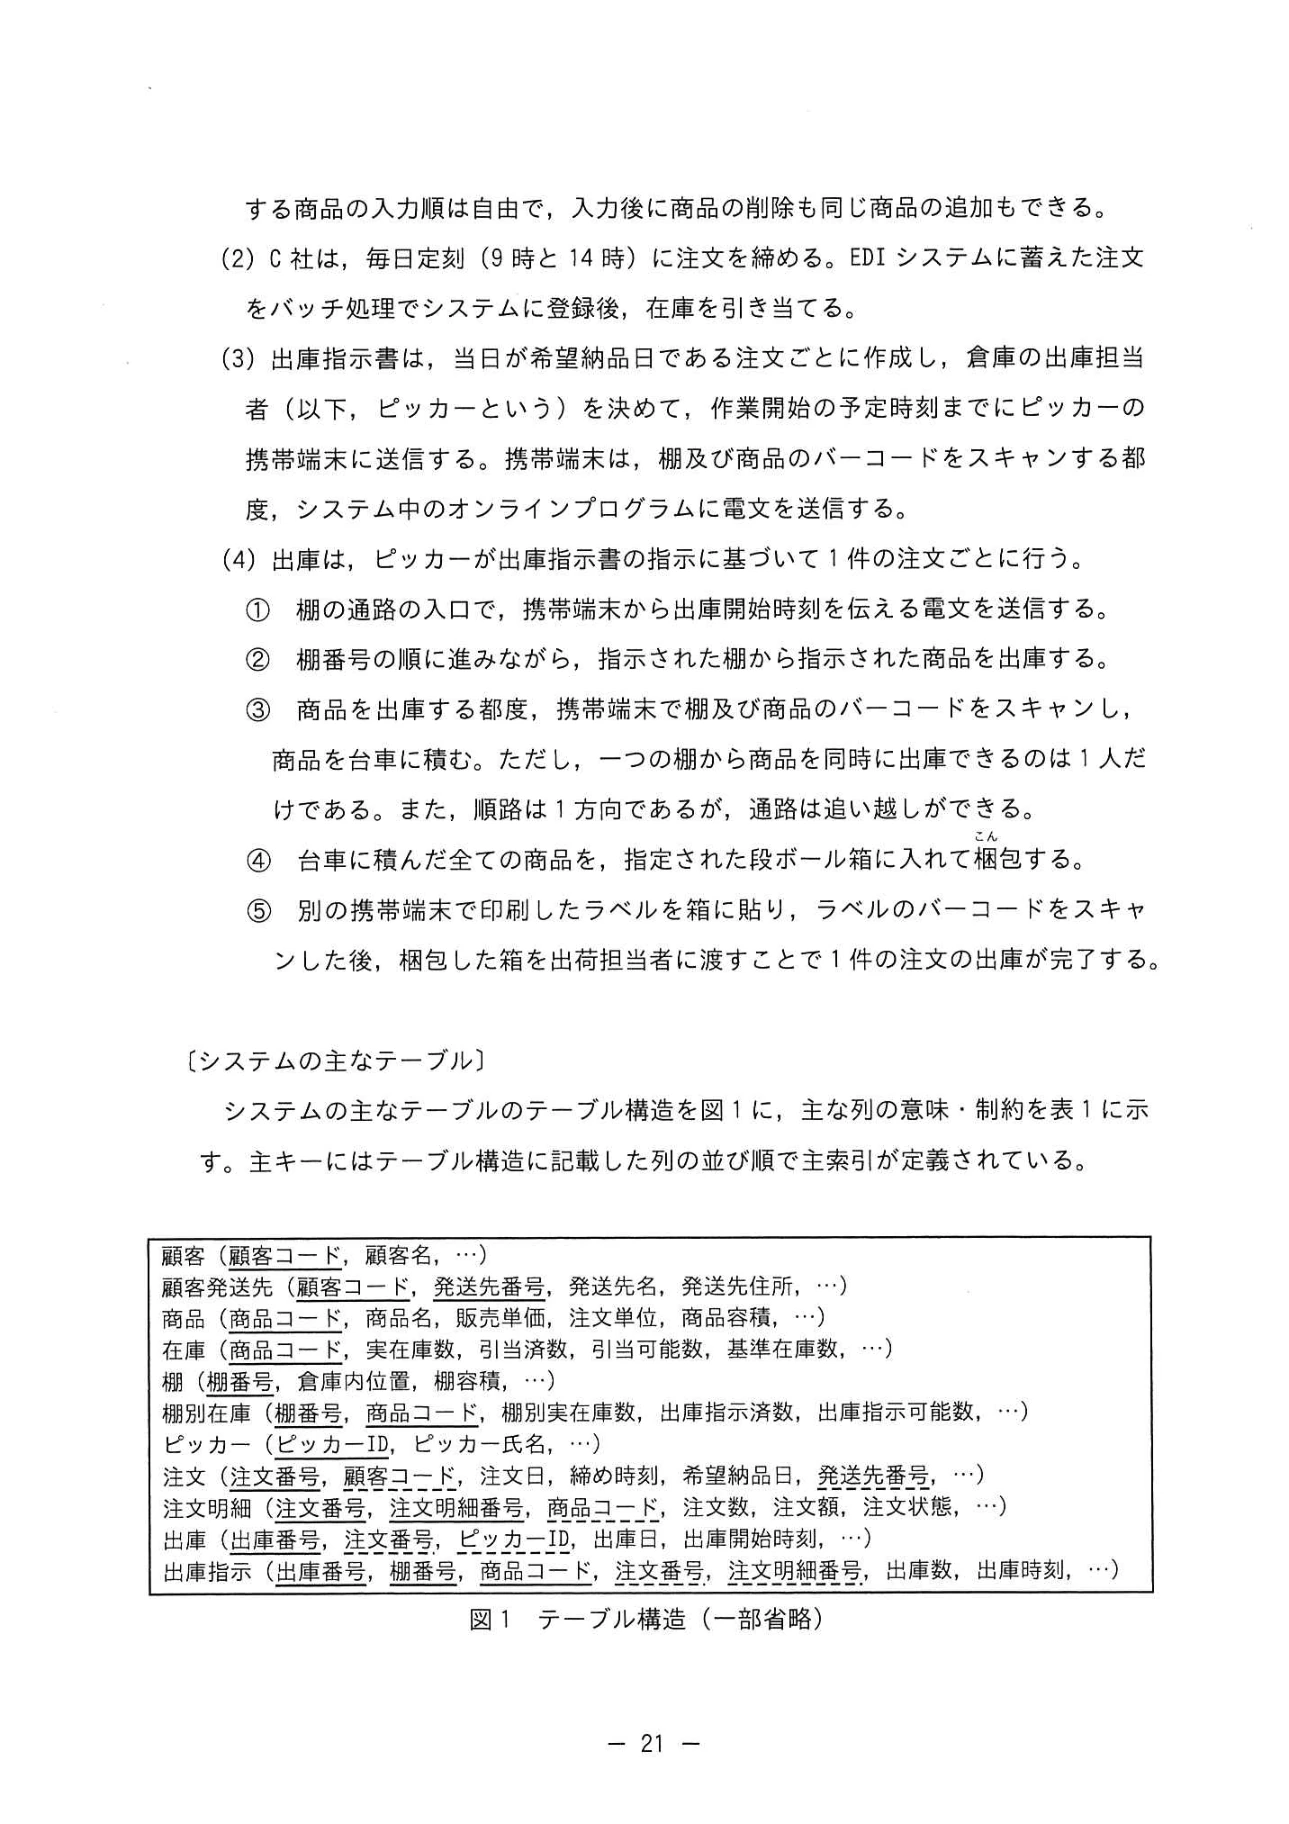 する商品の入力順は自由で，入力後に商品の削除も同じ商品の追加もできる。
(2) C 社は，毎日定刻（9 時と 14 時）に注文を締める。EDI システムに蓄えた注文
をバッチ処理でシステムに登録後，在庫を引き当てる。
(3) 出庫指示書は，当日が希望納品日である注文ごとに作成し，倉庫の出庫担当
者（以下，ピッカーという）を決めて，作業開始の予定時刻までにピッカーの
携帯端末に送信する。携帯端末は，棚及び商品のバーコードをスキャンする都
度，システム中のオンラインプログラムに電文を送信する。
(4) 出庫は，ピッカーが出庫指示書の指示に基づいて 1 件の注文ごとに行う。
① 棚の通路の入口で，携帯端末から出庫開始時刻を伝える電文を送信する。
② 棚番号の順に進みながら，指示された棚から指示された商品を出庫する。
③ 商品を出庫する都度，携帯端末で棚及び商品のバーコードをスキャンし，
商品を台車に積む。ただし，一つの棚から商品を同時に出庫できるのは 1 人だ
けである。また，順路は 1 方向であるが，通路は追い越しができる。
こん
④ 台車に積んだ全ての商品を，指定された段ボール箱に入れて梱包する。
⑤ 別の携帯端末で印刷したラベルを箱に貼り，ラベルのバーコードをスキャ
ンした後，梱包した箱を出荷担当者に渡すことで 1 件の注文の出庫が完了する。
〔システムの主なテーブル〕
システムの主なテーブルのテーブル構造を図 1 に，主な列の意味・制約を表 1 に示
す。主キーにはテーブル構造に記載した列の並び順で主索引が定義されている。
顧客（顧客コード，顧客名，…）
顧客発送先（顧客コード，発送先番号，発送先名，発送先住所，…）
商品（商品コード，商品名，販売単価，注文単位，商品容積，…）
在庫（商品コード，実在庫数，引当済数，引当可能数，基準在庫数，…）
棚（棚番号，倉庫内位置，棚容積，…）
棚別在庫（棚番号，商品コード，棚別実在庫数，出庫指示済数，出庫指示可能数，…）
ピッカー（ピッカーID，ピッカー氏名，…）
注文（注文番号，顧客コード，注文日，締め時刻，希望納品日，発送先番号，…）
注文明細（注文番号，注文明細番号，商品コード，注文数，注文額，注文状態，…）
出庫（出庫番号，注文番号，ピッカーID，出庫日，出庫開始時刻，…）
出庫指示（出庫番号，棚番号，商品コード，注文番号，注文明細番号，出庫数，出庫時刻，…）
図 1 テーブル構造（一部省略）
－ 21 －